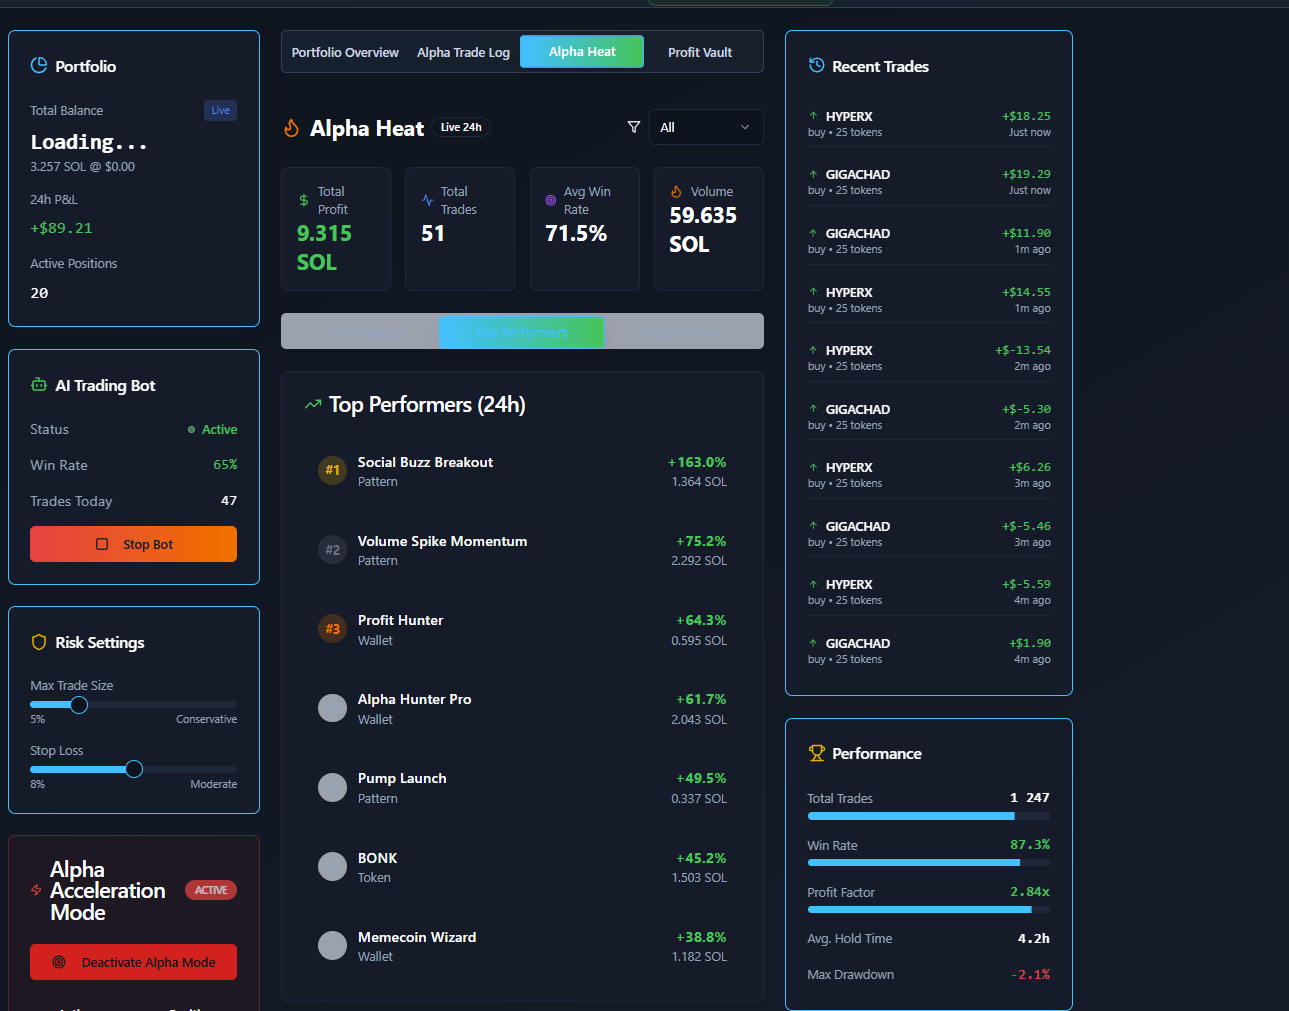 Portfolio
Total Balance
Live
Loading...
3.257 SOL @ $0.00
24h P&L
+$89.21
Active Positions
20
AI Trading Bot
Status
Active
Win Rate
65%
Trades Today
47
Stop Bot
Risk Settings
Max Trade Size
5%
Conservative
Stop Loss
8%
Moderate
Alpha
Acceleration
Mode
ACTIVE
Deactivate Alpha Mode
Portfolio Overview
Alpha Trade Log
Alpha Heat
Profit Vault
Alpha Heat
Live 24h
All
Total
Profit
9.315
SOL
Total
Trades
51
Avg Win
Rate
71.5%
Volume
59.635
SOL
Top Performers
Top Performers (24h)
#1
Social Buzz Breakout
+163.0%
Pattern
1.364 SOL
#2
Volume Spike Momentum
+75.2%
Pattern
2.292 SOL
#3
Profit Hunter
+64.3%
Wallet
0.595 SOL
Alpha Hunter Pro
+61.7%
Wallet
2.043 SOL
Pump Launch
+49.5%
Pattern
0.337 SOL
BONK
+45.2%
Token
1.503 SOL
Memecoin Wizard
+38.8%
Wallet
1.182 SOL
Recent Trades
HYPERX
+$18.25
buy • 25 tokens
Just now
GIGACHAD
+$19.29
buy • 25 tokens
Just now
GIGACHAD
+$11.90
buy • 25 tokens
1m ago
HYPERX
+$14.55
buy • 25 tokens
1m ago
HYPERX
+$-13.54
buy • 25 tokens
2m ago
GIGACHAD
+$-5.30
buy • 25 tokens
2m ago
HYPERX
+$6.26
buy • 25 tokens
3m ago
GIGACHAD
+$-5.46
buy • 25 tokens
3m ago
HYPERX
+$-5.59
buy • 25 tokens
4m ago
GIGACHAD
+$1.90
buy • 25 tokens
4m ago
Performance
Total Trades
1 247
Win Rate
87.3%
Profit Factor
2.84x
Avg. Hold Time
4.2h
Max Drawdown
-2.1%